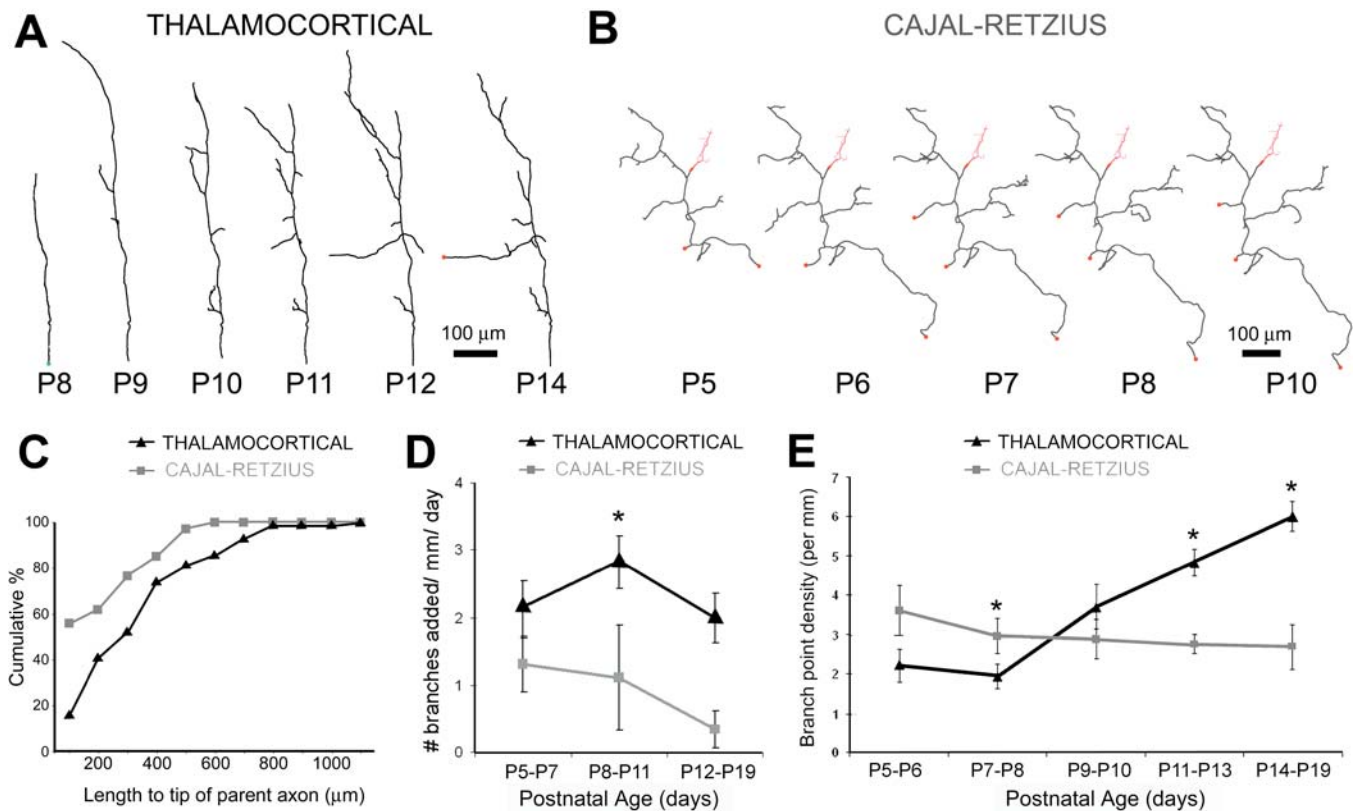 A THALAMOCORTICAL
P8 P9 P10 P11 P12 P14
100 μm
B CAJAL-RETZIUS
P5 P6 P7 P8 P10
100 μm
C
THALAMOCORTICAL
CAJAL-RETZIUS
Cumulative %
100
80
60
40
20
0
200 400 600 800 1000
Length to tip of parent axon (μm)
D
THALAMOCORTICAL
CAJAL-RETZIUS
# branches added/ mm/ day
4
3
2
1
0
*
P5-P7 P8-P11 P12-P19
Postnatal Age (days)
E
THALAMOCORTICAL
CAJAL-RETZIUS
Branch point density (per mm)
7
6
5
4
3
2
1
0
* * *
P5-P6 P7-P8 P9-P10 P11-P13 P14-P19
Postnatal Age (days)